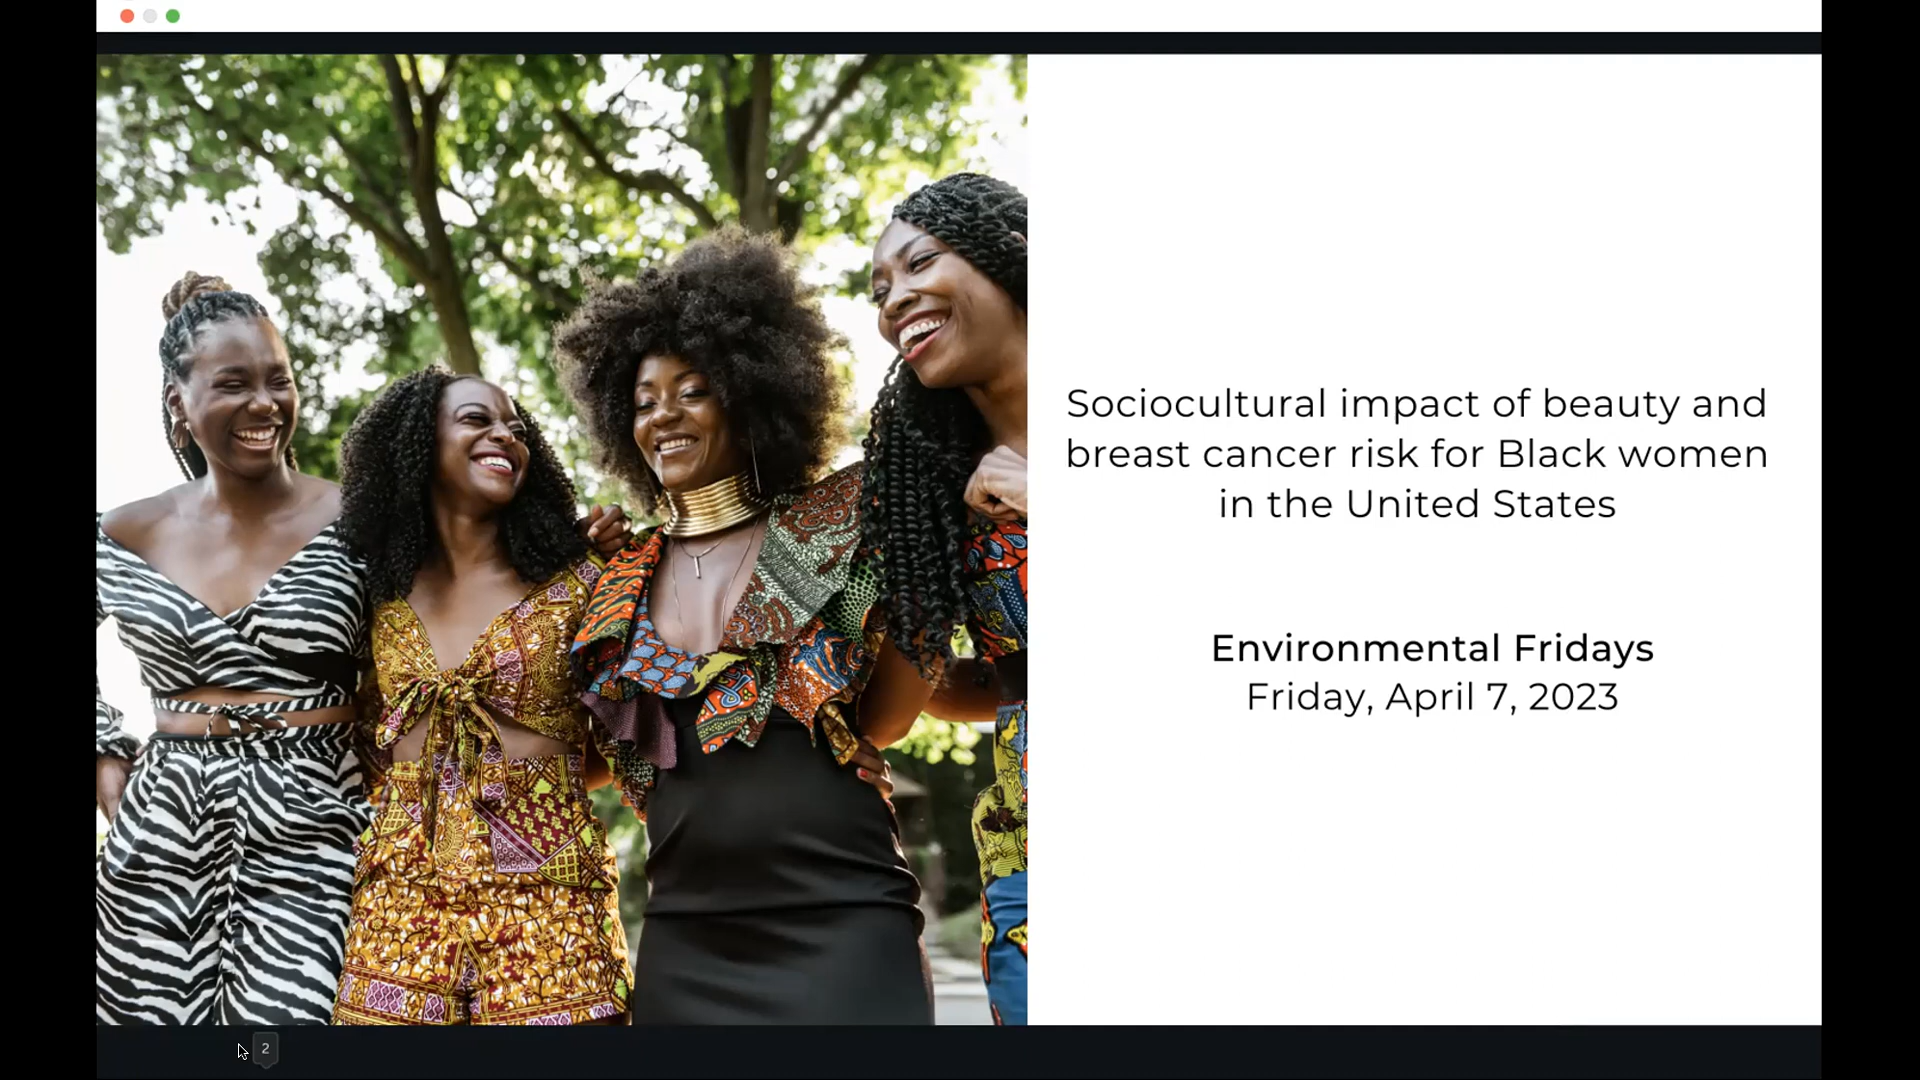 Sociocultural impact of beauty and
breast cancer risk for Black women
in the United States
Environmental Fridays
Friday, April 7, 2023
2